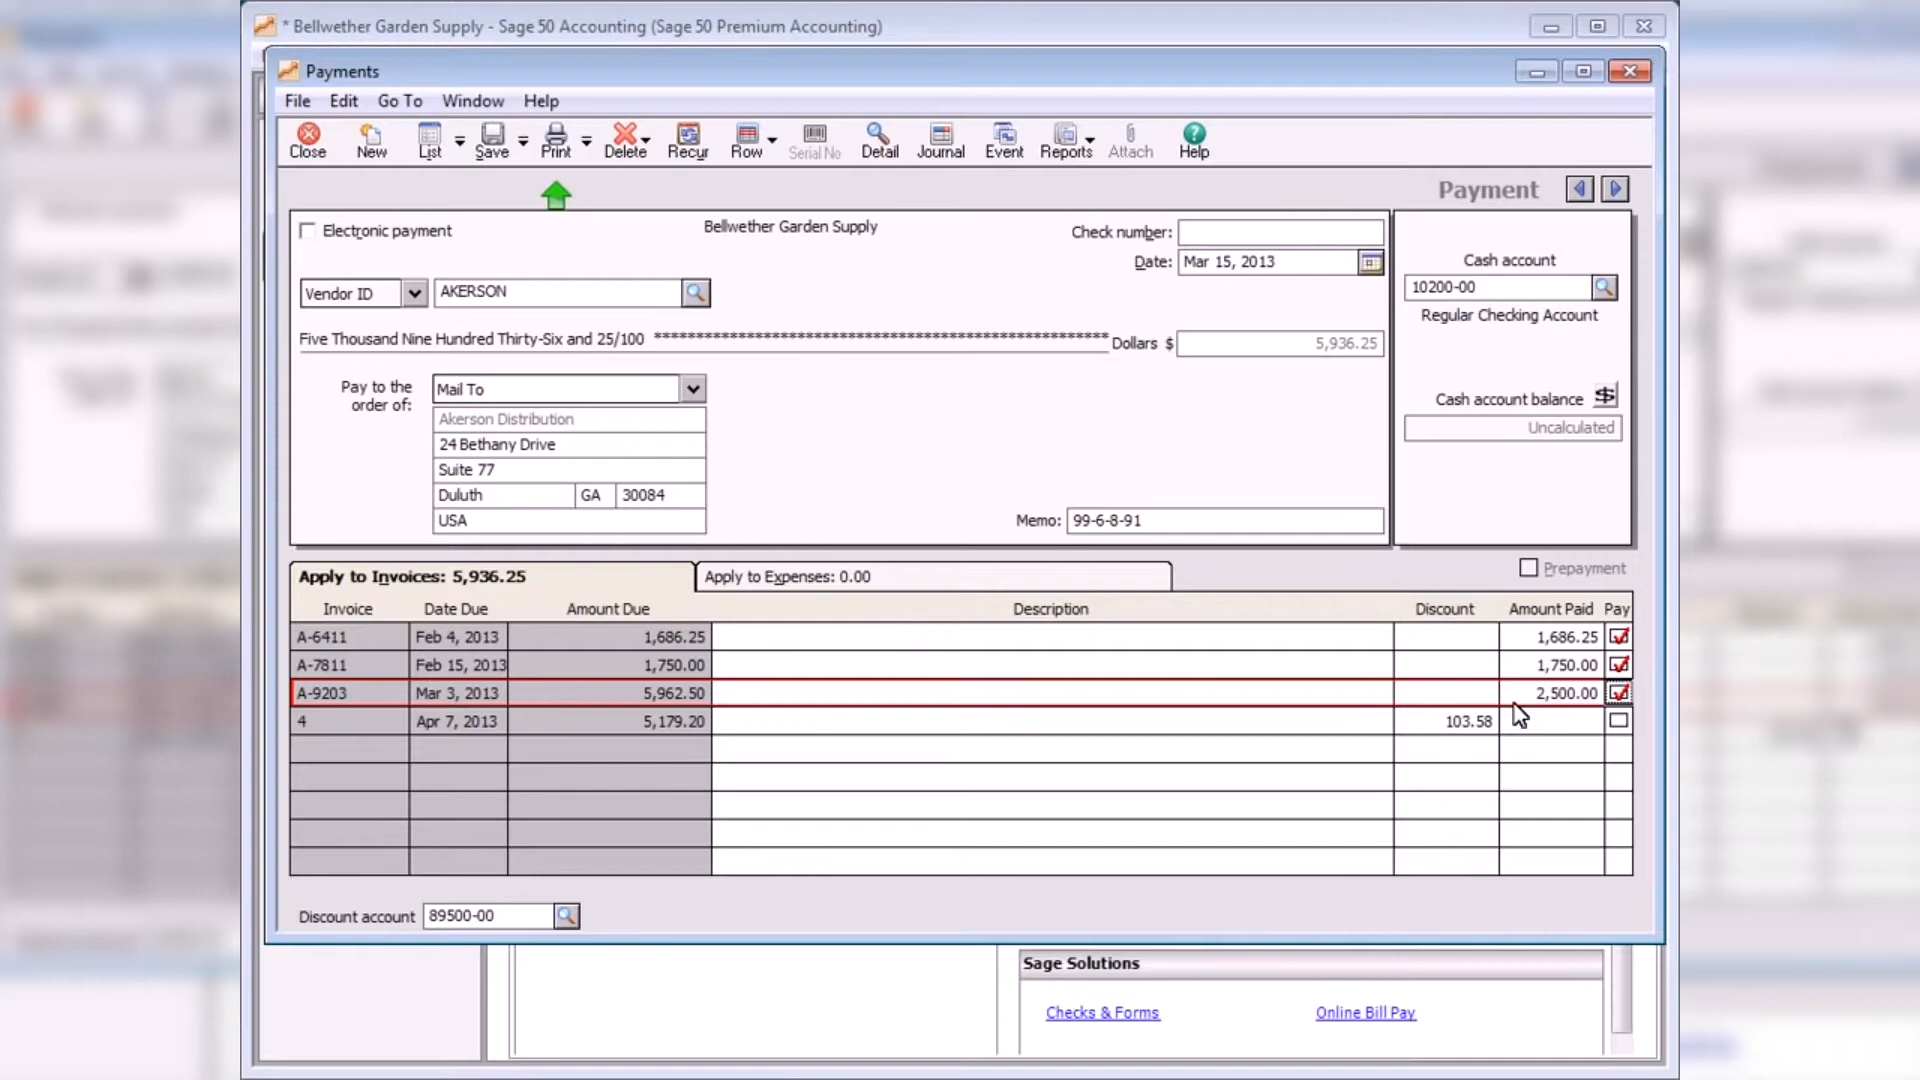 * Bellwether Garden Supply - Sage 50 Accounting (Sage 50 Premium Accounting)
Payments
File Edit Go To Window Help
Close New List Save Print Delete Recur Row Serial No Detail Journal Event Reports Attach Help
Payment
Electronic payment
Bellwether Garden Supply
Check number:
Date: Mar 15, 2013
Vendor ID AKERSON
Five Thousand Nine Hundred Thirty-Six and 25/100 ****************************************************************** Dollars $ 5,936.25
Pay to the
order of:
Mail To
Akerson Distribution
24 Bethany Drive
Suite 77
Duluth GA 30084
USA
Memo: 99-6-8-91
Cash account
10200-00
Regular Checking Account
Cash account balance
Uncalculated
Apply to Invoices: 5,936.25 Apply to Expenses: 0.00 Prepayment
Invoice Date Due Amount Due Description Discount Amount Paid Pay
A-6411 Feb 4, 2013 1,686.25 1,686.25
A-7811 Feb 15, 2013 1,750.00 1,750.00
A-9203 Mar 3, 2013 5,962.50 2,500.00
4 Apr 7, 2013 5,179.20 103.58
Discount account 89500-00
Sage Solutions
Checks & Forms Online Bill Pay